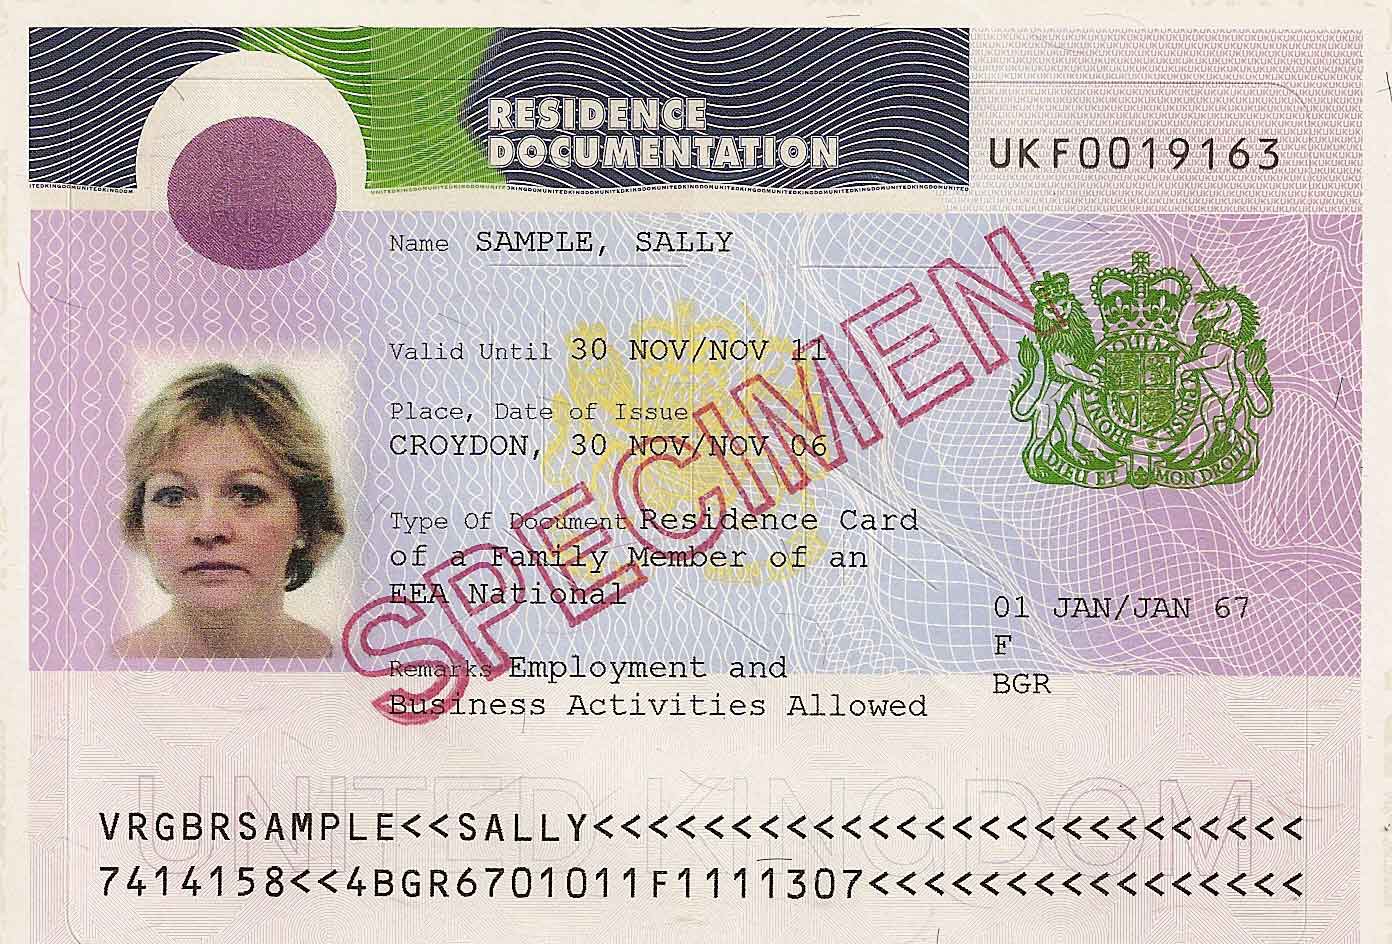 RESIDENCE
DOCUMENTATION
UKF0019163
Name SAMPLE, SALLY
Valid Until 30 NOV/NOV 11
Place, Date of Issue
CROYDON, 30 NOV/NOV 06
Type Of Document Residence Card
of a Family Member of an
EEA National
Remarks Employment and
Business Activities Allowed
SPECIMEN
DIEU ET MON DROIT
01 JAN/JAN 67
F
BGR
UNITED KINGDOM
VRGBRSAMPLE<<SALLY<<<<<<<<<<<<<<<<<<<<<<<<<<
7414158<<4BGR6701011F1111307<<<<<<<<<<<<<<<<